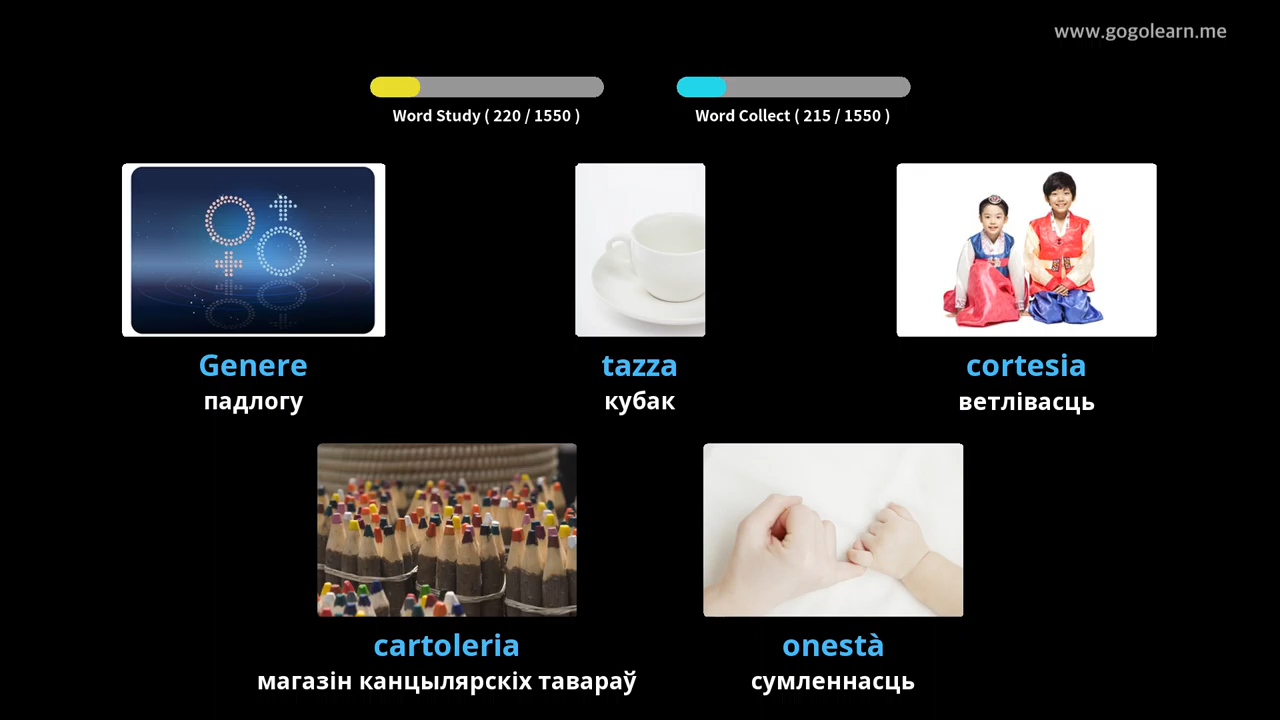 www.gogolearn.me
Word Study ( 220 / 1550 )
Word Collect ( 215 / 1550 )
Genere
падлогу
tazza
кубак
cortesia
ветлівасць
cartoleria
магазін канцылярскіх тавараў
onestà
сумленнасць